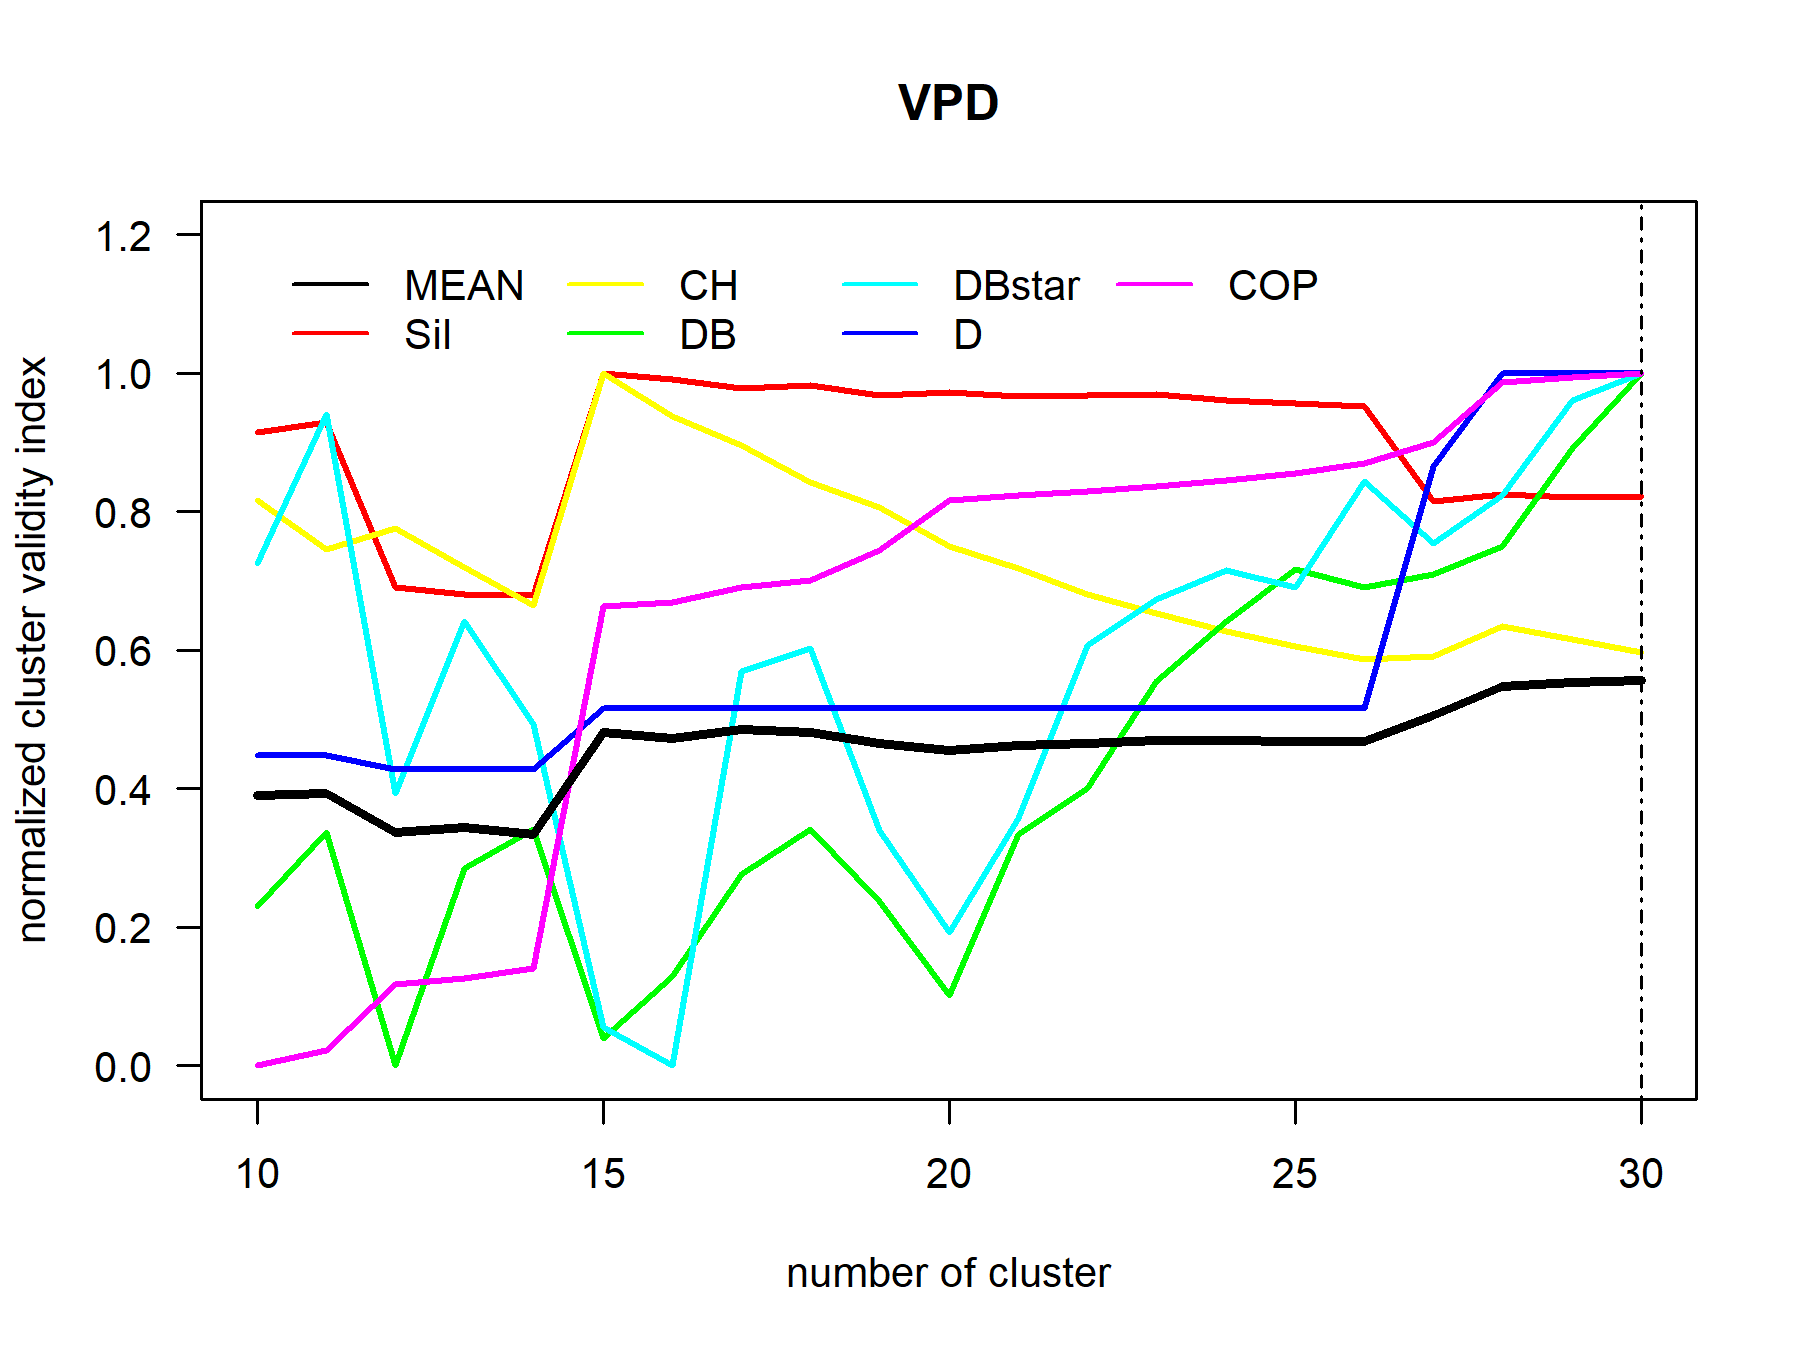 VPD
normalized cluster validity index
1.2
1.0
0.8
0.6
0.4
0.2
0.0
MEAN CH DBstar COP
Sil DB D
10 15 20 25 30
number of cluster